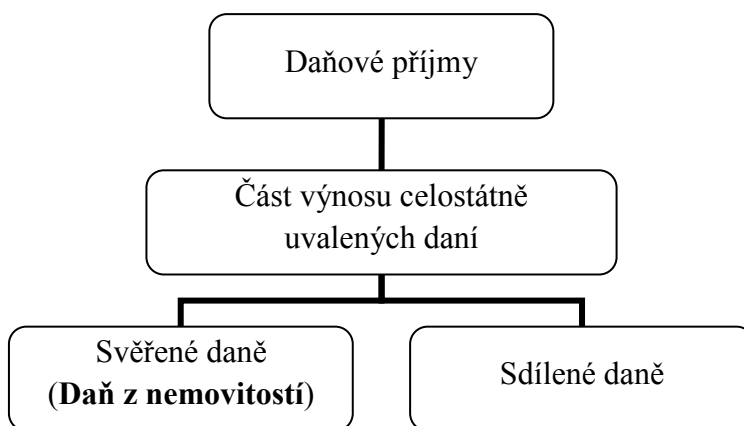 Daňové příjmy
Část výnosu celostátně
uvalených daní
Svěřené daně
(Daň z nemovitostí)
Sdílené daně